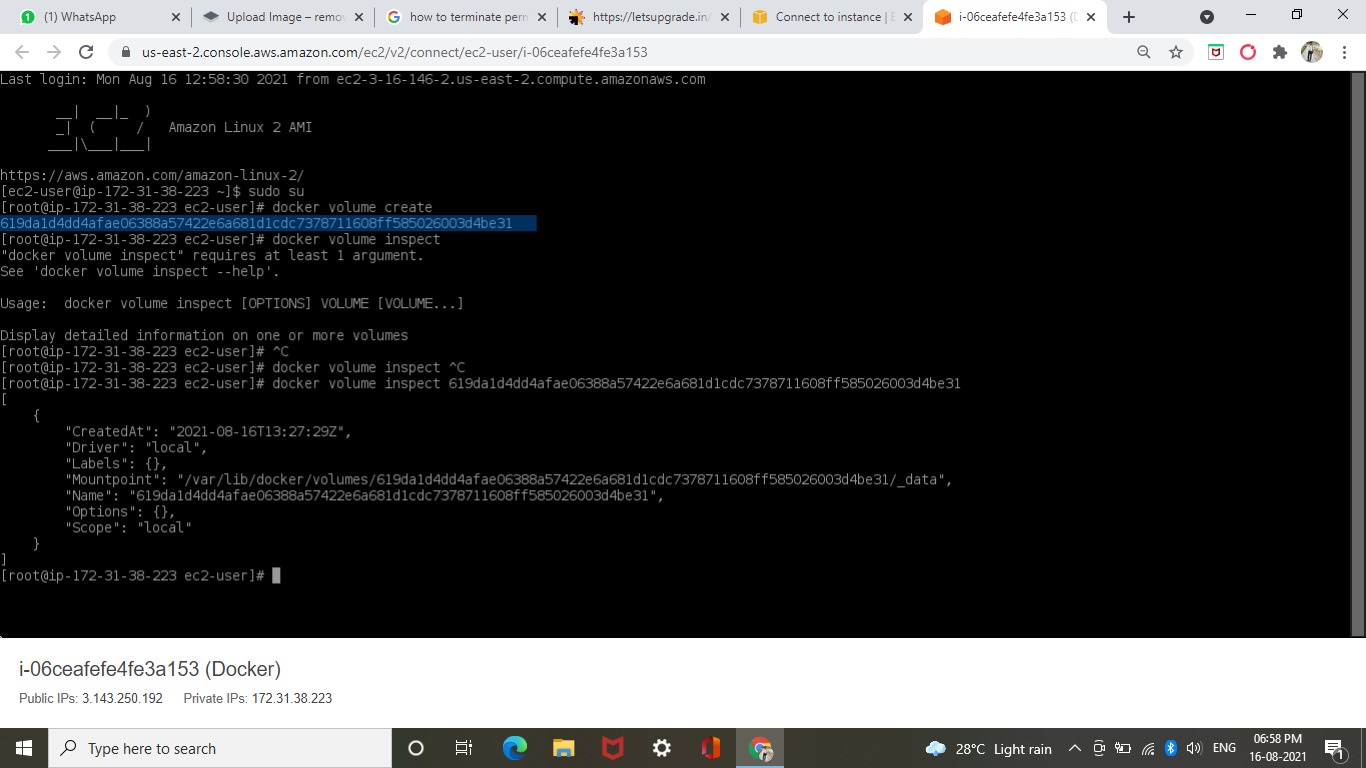 (1) WhatsApp
Upload Image – remov
how to terminate perm
https://letsupgrade.in/
Connect to instance | E
i-06ceafefe4fe3a153 (D
us-east-2.console.aws.amazon.com/ec2/v2/connect/ec2-user/i-06ceafefe4fe3a153
Last login: Mon Aug 16 12:58:30 2021 from ec2-3-16-146-2.us-east-2.compute.amazonaws.com
__|  __|_  )
_|  (     /   Amazon Linux 2 AMI
___|\___|___|
https://aws.amazon.com/amazon-linux-2/
[ec2-user@ip-172-31-38-223 ~]$ sudo su
[root@ip-172-31-38-223 ec2-user]# docker volume create
619da1d4dd4afae06388a57422e6a681d1cdc7378711608ff585026003d4be31
[root@ip-172-31-38-223 ec2-user]# docker volume inspect
"docker volume inspect" requires at least 1 argument.
See 'docker volume inspect --help'.
Usage:  docker volume inspect [OPTIONS] VOLUME [VOLUME...]
Display detailed information on one or more volumes
[root@ip-172-31-38-223 ec2-user]# ^C
[root@ip-172-31-38-223 ec2-user]# docker volume inspect ^C
[root@ip-172-31-38-223 ec2-user]# docker volume inspect 619da1d4dd4afae06388a57422e6a681d1cdc7378711608ff585026003d4be31
[
{
"CreatedAt": "2021-08-16T13:27:29Z",
"Driver": "local",
"Labels": {},
"Mountpoint": "/var/lib/docker/volumes/619da1d4dd4afae06388a57422e6a681d1cdc7378711608ff585026003d4be31/_data",
"Name": "619da1d4dd4afae06388a57422e6a681d1cdc7378711608ff585026003d4be31",
"Options": {},
"Scope": "local"
}
]
[root@ip-172-31-38-223 ec2-user]#
i-06ceafefe4fe3a153 (Docker)
Public IPs: 3.143.250.192 Private IPs: 172.31.38.223
Type here to search
28°C Light rain
ENG
06:58 PM
16-08-2021
1